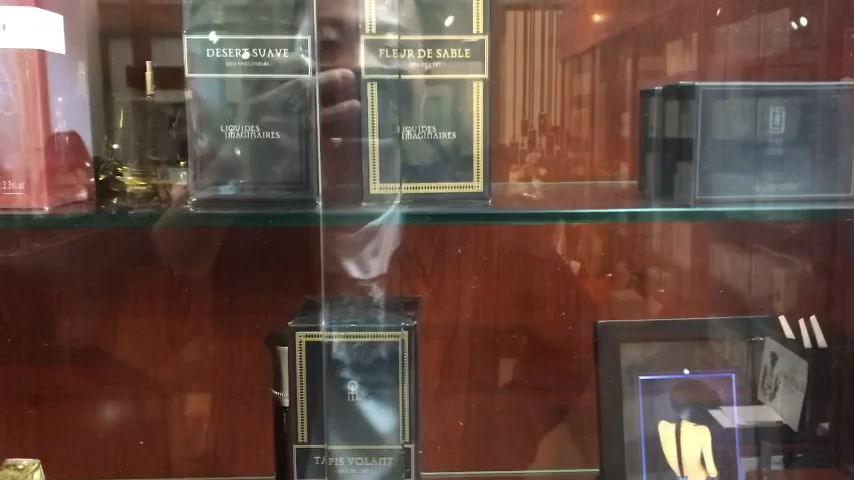 DESERT SUAVE
LIQUIDES
IMAGINAIRES
FLEUR DE SABLE
LIQUIDES
IMAGINAIRES
TAPIS VOLANT